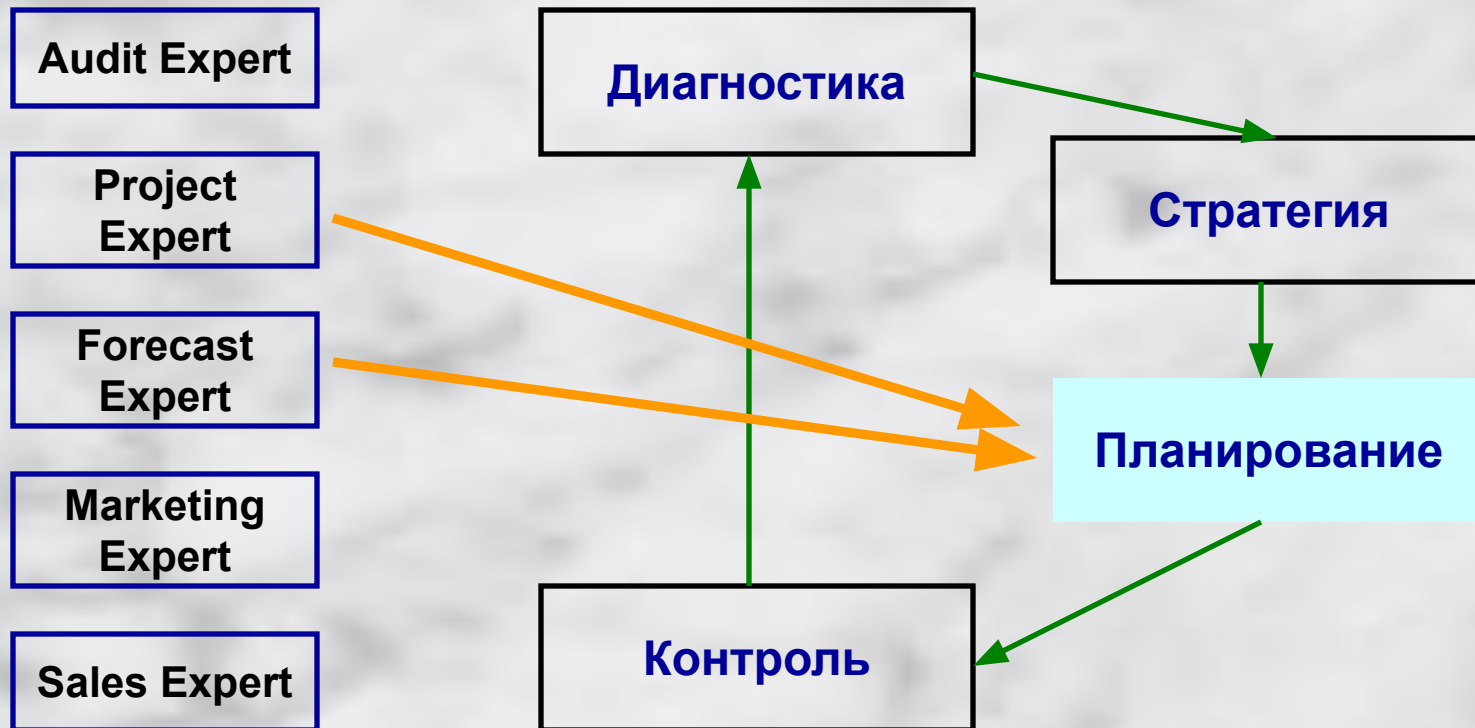 Audit Expert
Project
Expert
Forecast
Expert
Marketing
Expert
Sales Expert
Диагностика
Стратегия
Планирование
Контроль